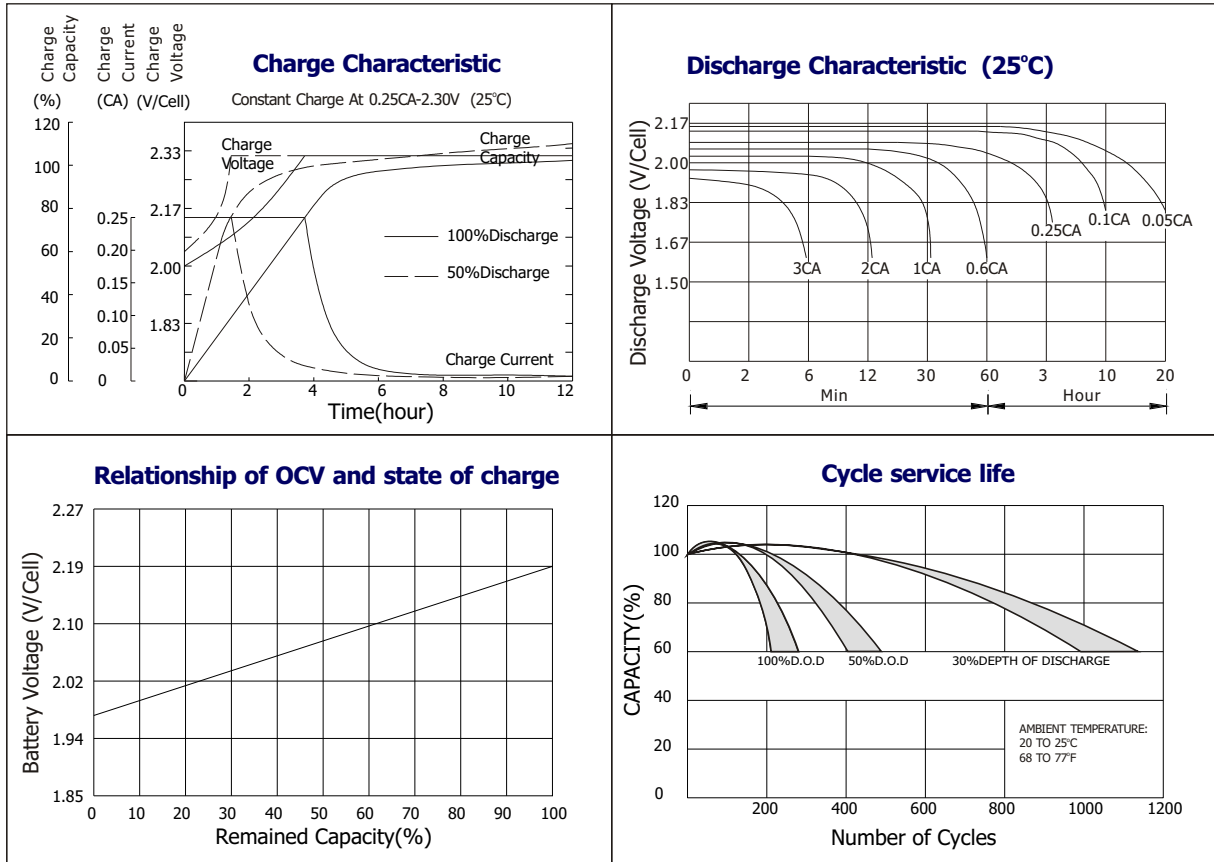 Charge Capacity
Charge Current
Charge Voltage
(%)
(CA)
(V/Cell)
Charge Characteristic
Constant Charge At 0.25CA-2.30V (25°C)
120
100
80
60
40
20
0
0.25
0.20
0.15
0.10
0.05
0
2.33
2.17
2.00
1.83
Charge Voltage
Charge Capacity
100%Discharge
50%Discharge
Charge Current
0 2 4 6 8 10 12
Time(hour)
Discharge Characteristic (25°C)
Discharge Voltage (V/Cell)
2.17
2.00
1.83
1.67
1.50
3CA
2CA
1CA
0.6CA
0.25CA
0.1CA
0.05CA
0 2 6 12 30 60 3 10 20
Min
Hour
Relationship of OCV and state of charge
Battery Voltage (V/Cell)
2.27
2.19
2.10
2.02
1.94
1.85
0 10 20 30 40 50 60 70 80 90 100
Remained Capacity(%)
Cycle service life
CAPACITY(%)
120
100
80
60
40
20
0
100%D.O.D
50%D.O.D
30%DEPTH OF DISCHARGE
AMBIENT TEMPERATURE:
20 TO 25°C
68 TO 77°F
200 400 600 800 1000 1200
Number of Cycles